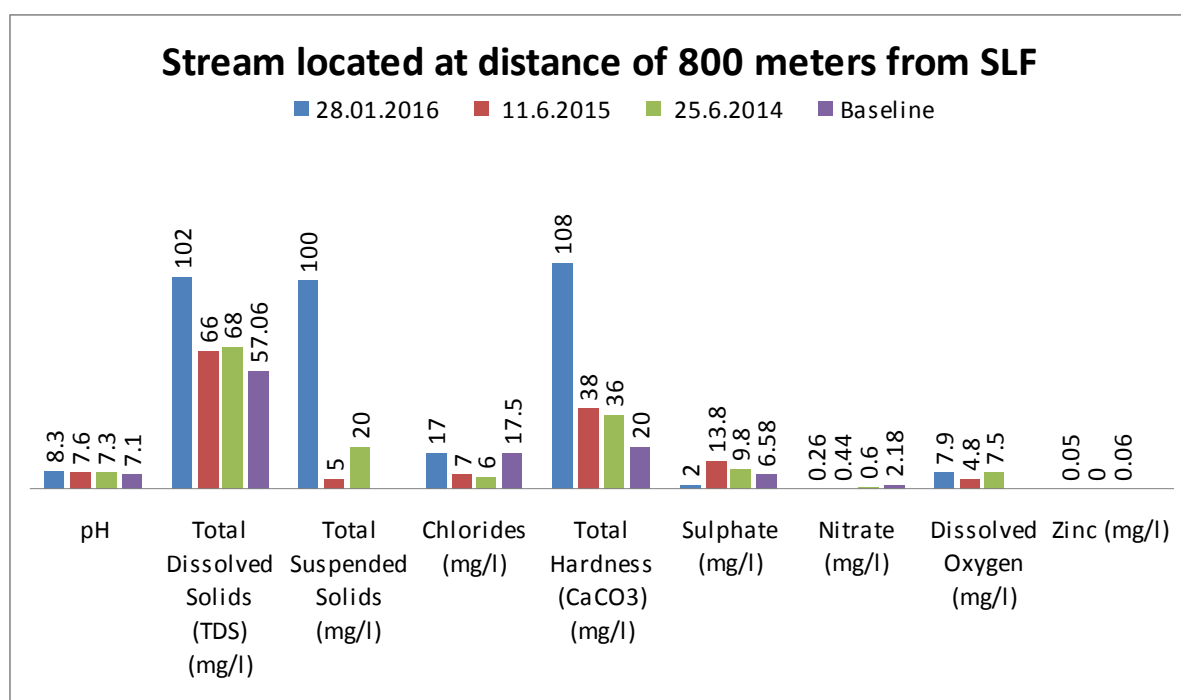 Stream located at distance of 800 meters from SLF
28.01.2016 11.6.2015 25.6.2014 Baseline
8.3 7.6 7.3 7.1
102 66 68 57.06
100 5 20
17 7 6 17.5
108 38 36 20
2 13.8 9.8 6.58
0.26 0.44 0.6 2.18
7.9 4.8 7.5
0.05 0 0.06
pH
Total
Dissolved
Solids
(TDS)
(mg/l)
Total
Suspended
Solids
(mg/l)
Chlorides
(mg/l)
Total
Hardness
(CaCO3)
(mg/l)
Sulphate
(mg/l)
Nitrate
(mg/l)
Dissolved
Oxygen
(mg/l)
Zinc (mg/l)